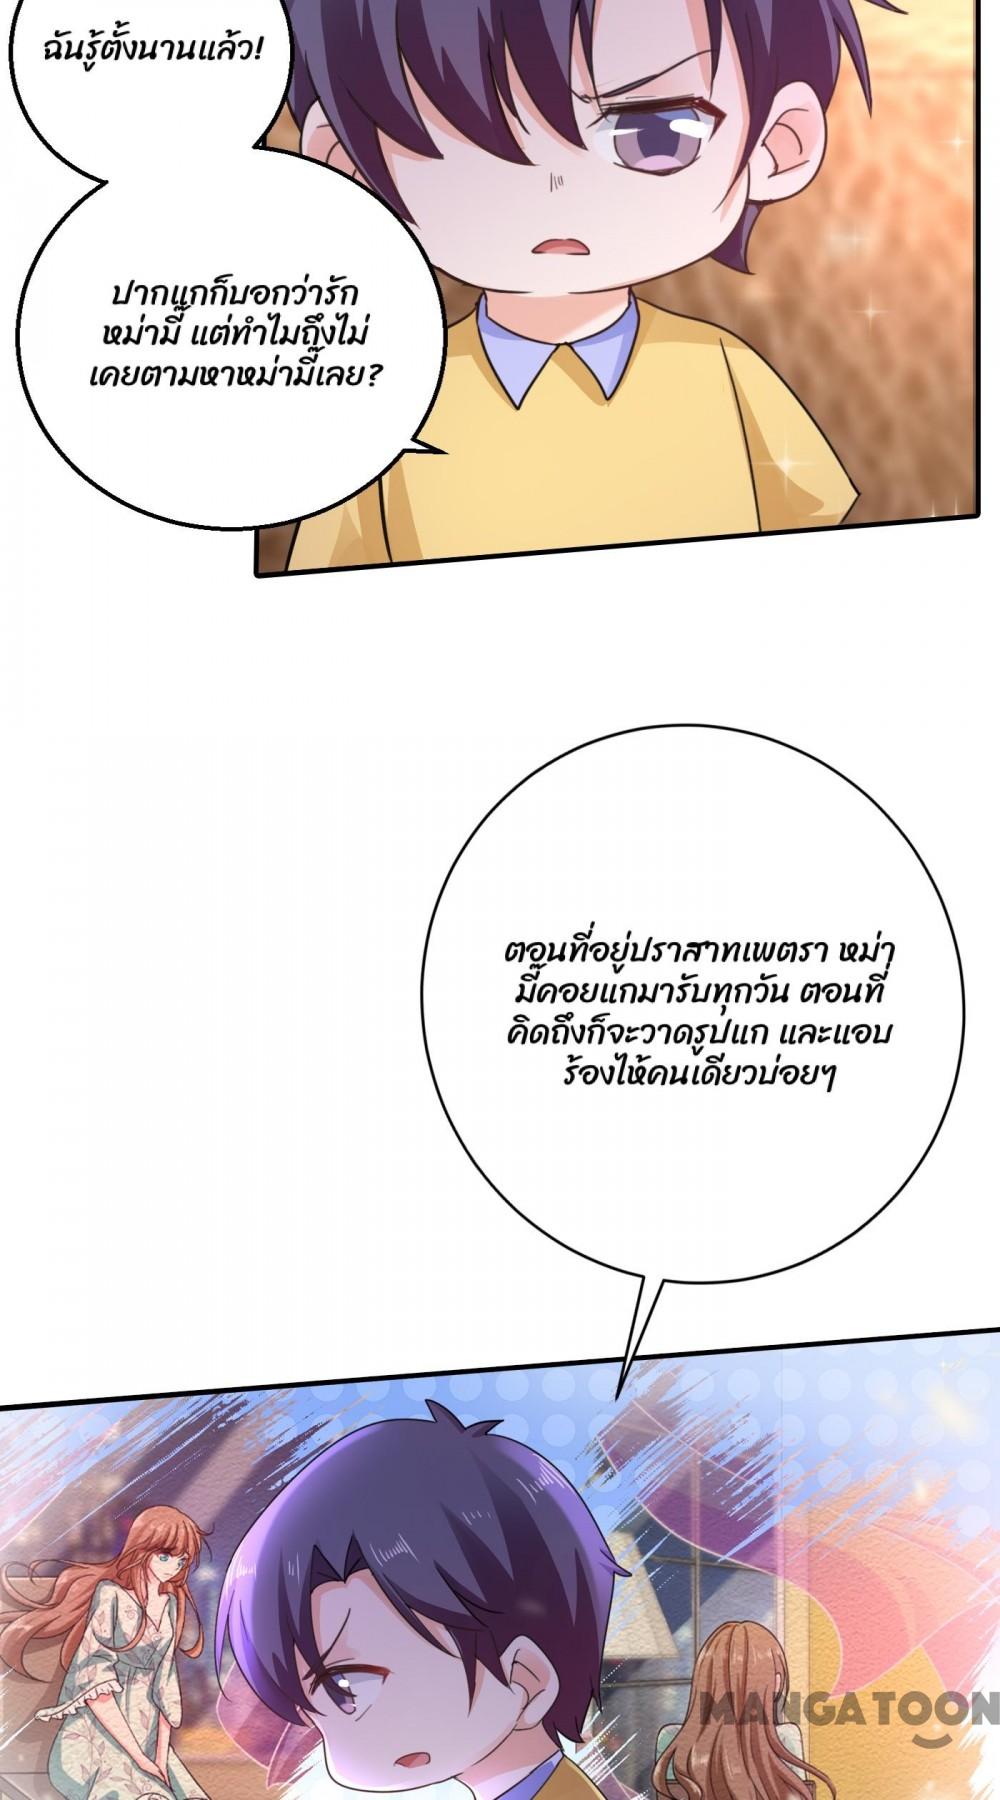 ฉันรู้ตั้งนานแล้ว!
ปากแกก็บอกว่ารัก
หม่ามี๊ แต่ทำไมถึงไม่
เคยตามหาหม่ามี๊เลย?
ตอนที่อยู่ปราสาทเพตรา หม่า
มี๊คอยแกมารับทุกวัน ตอนที่
คิดถึงก็จะวาดรูปแก และแอบ
ร้องไห้คนเดียวบ่อยๆ
MANGATOON